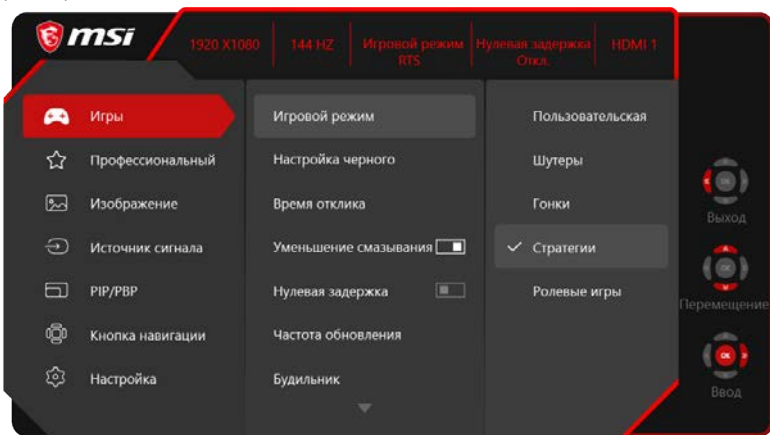 msi
1920 X1080
144 HZ
Игровой режим
RTS
Нулевая задержка
Откл.
HDMI 1
Игры
Профессиональный
Изображение
Источник сигнала
PIP/PBP
Кнопка навигации
Настройка
Игровой режим
Настройка черного
Время отклика
Уменьшение смазывания
Нулевая задержка
Частота обновления
Будильник
Пользовательская
Шутеры
Гонки
Стратегии
Ролевые игры
OK
Выход
OK
Перемещение
OK
Ввод